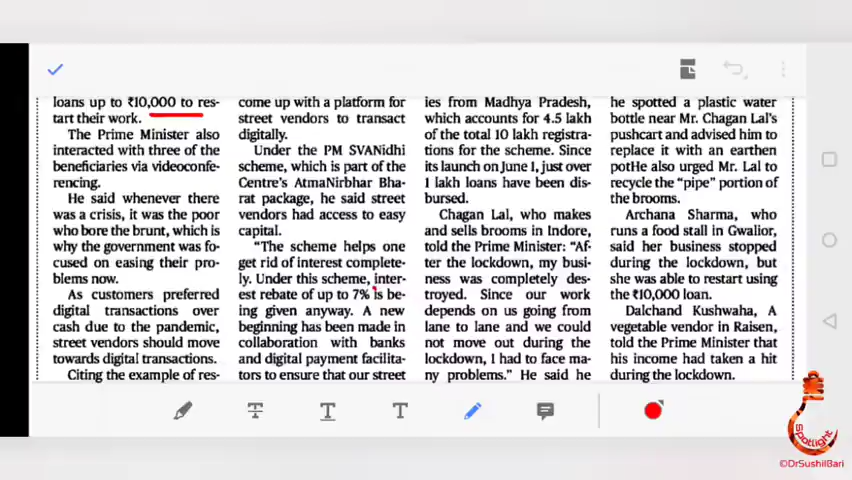 loans up to ₹10,000 to res-
tart their work.
The Prime Minister also
interacted with three of the
beneficiaries via videoconfe-
rencing.
He said whenever there
was a crisis, it was the poor
who bore the brunt, which is
why the government was fo-
cused on easing their pro-
blems now.
As customers preferred
digital transactions over
cash due to the pandemic,
street vendors should move
towards digital transactions.
Citing the example of res-
come up with a platform for
street vendors to transact
digitally.
Under the PM SVANidhi
scheme, which is part of the
Centre's AtmaNirbhar Bha-
rat package, he said street
vendors had access to easy
capital.
"The scheme helps one
get rid of interest complete-
ly. Under this scheme, inter-
est rebate of up to 7% is be-
ing given anyway. A new
beginning has been made in
collaboration with banks
and digital payment facilita-
tors to ensure that our street
ies from Madhya Pradesh,
which accounts for 4.5 lakh
of the total 10 lakh registra-
tions for the scheme. Since
its launch on June 1, just over
1 lakh loans have been dis-
bursed.
Chagan Lal, who makes
and sells brooms in Indore,
told the Prime Minister: "Af-
ter the lockdown, my busi-
ness was completely des-
troyed. Since our work
depends on us going from
lane to lane and we could
not move out during the
lockdown, I had to face ma-
ny problems." He said he
he spotted a plastic water
bottle near Mr. Chagan Lal's
pushcart and advised him to
replace it with an earthen
potHe also urged Mr. Lal to
recycle the "pipe" portion of
the brooms.
Archana Sharma, who
runs a food stall in Gwalior,
said her business stopped
during the lockdown, but
she was able to restart using
the ₹10,000 loan.
Dalchand Kushwaha, A
vegetable vendor in Raisen,
told the Prime Minister that
his income had taken a hit
during the lockdown.
T T T
Spotlight
©DrSushilBari